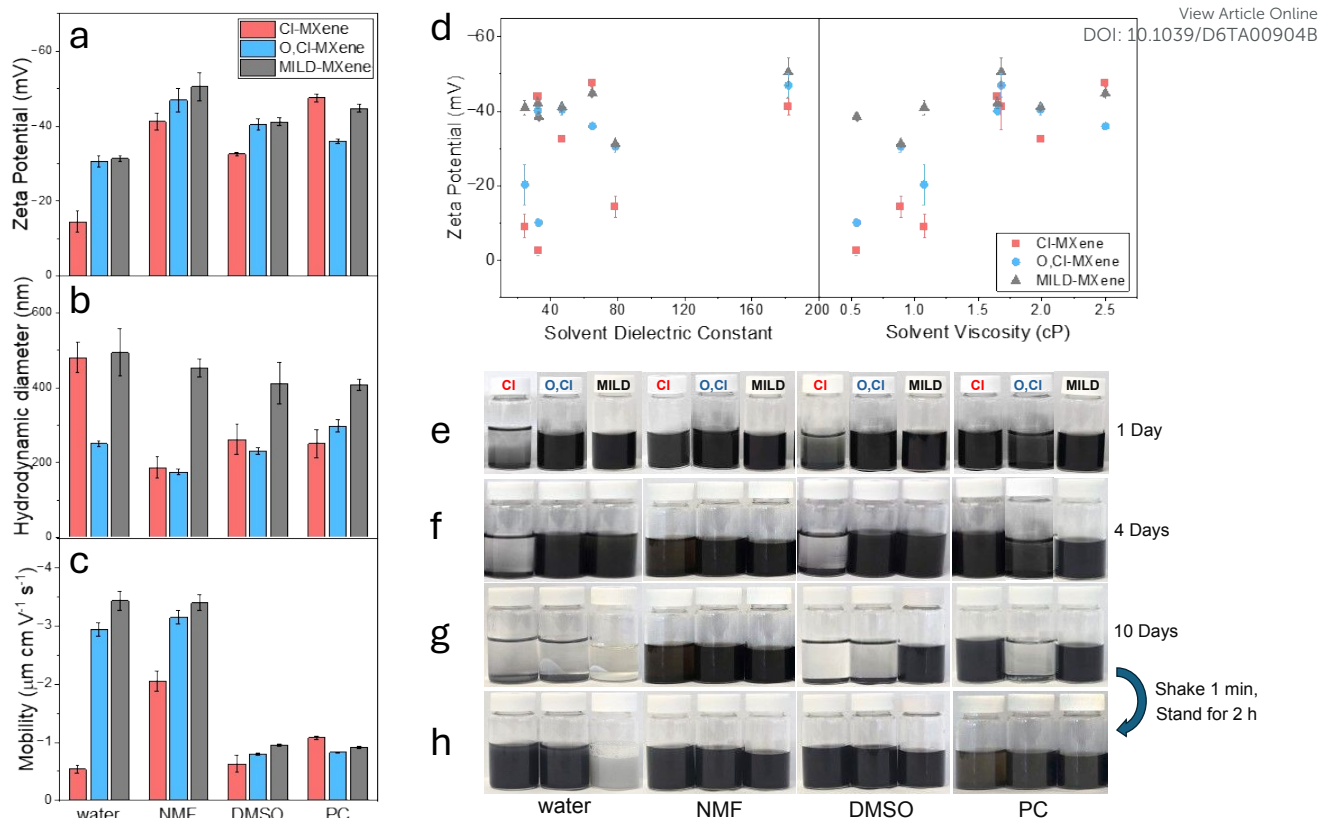 View Article Online
DOI: 10.1039/D6TA00904B
a
Cl-MXene
O,Cl-MXene
MILD-MXene
Zeta Potential (mV)
-60
-40
-20
0
b
Hydrodynamic diameter (nm)
600
400
200
0
c
Mobility (μm cm V⁻¹ s⁻¹)
-4
-3
-2
-1
0
water NMF DMSO PC
d
Zeta Potential (mV)
-60
-40
-20
0
40 80 120 160 200 0.5 1.0 1.5 2.0 2.5
Solvent Dielectric Constant Solvent Viscosity (cP)
Cl-MXene
O,Cl-MXene
MILD-MXene
Cl O,Cl MILD Cl O,Cl MILD Cl O,Cl MILD Cl O,Cl MILD
e 1 Day
f 4 Days
g 10 Days
Shake 1 min,
Stand for 2 h
h
water NMF DMSO PC